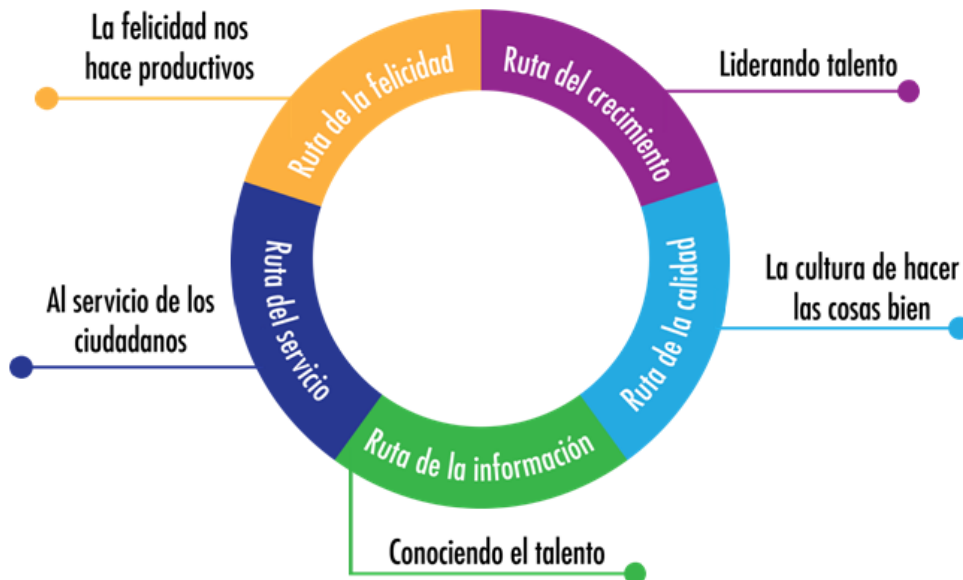 La felicidad nos
hace productivos
Ruta de la felicidad
Ruta del crecimiento
Liderando talento
Ruta de la calidad
La cultura de hacer
las cosas bien
Ruta del servicio
Al servicio de los
ciudadanos
Ruta de la información
Conociendo el talento